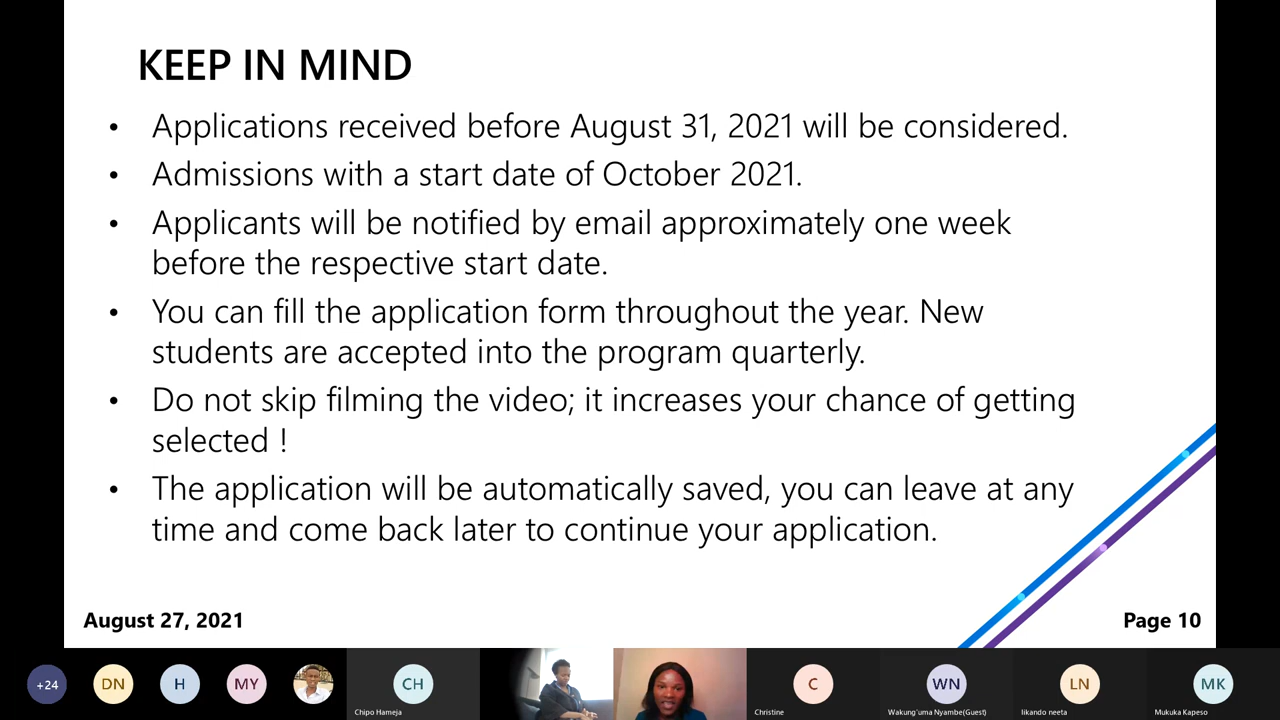 KEEP IN MIND
• Applications received before August 31, 2021 will be considered.
• Admissions with a start date of October 2021.
• Applicants will be notified by email approximately one week
before the respective start date.
• You can fill the application form throughout the year. New
students are accepted into the program quarterly.
• Do not skip filming the video; it increases your chance of getting
selected !
• The application will be automatically saved, you can leave at any
time and come back later to continue your application.
August 27, 2021
Page 10
+24
DN
H
MY
CH
C
WN
LN
MK
Chipo Hameja
Christine
Wakung'uma Nyambe(Guest)
likando neeta
Mukuka Kapeso